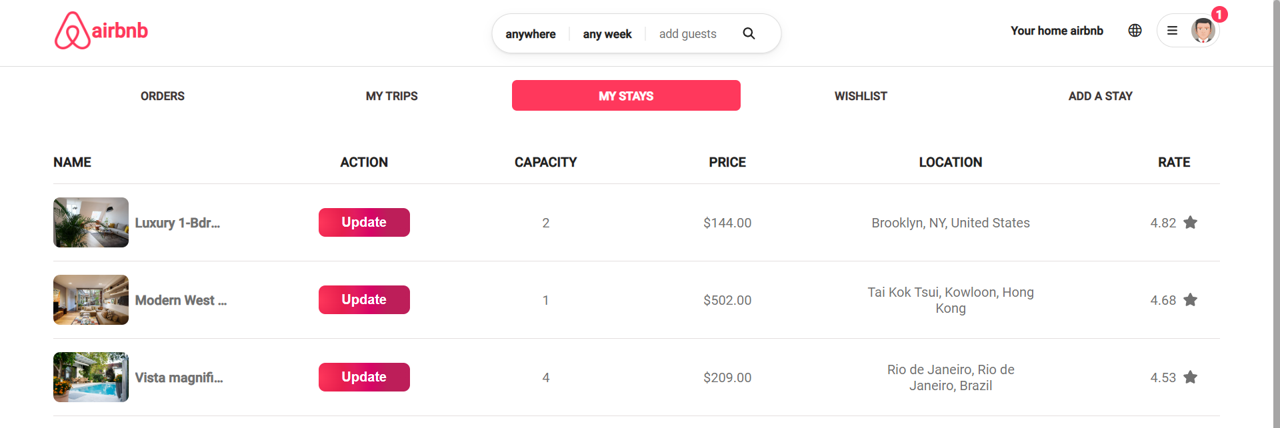 airbnb
anywhere any week add guests
Your home airbnb
1
ORDERS MY TRIPS MY STAYS WISHLIST ADD A STAY
NAME ACTION CAPACITY PRICE LOCATION RATE
Luxury 1-Bdr... Update 2 $144.00 Brooklyn, NY, United States 4.82
Modern West ... Update 1 $502.00 Tai Kok Tsui, Kowloon, Hong
Kong 4.68
Vista magnifi... Update 4 $209.00 Rio de Janeiro, Rio de
Janeiro, Brazil 4.53